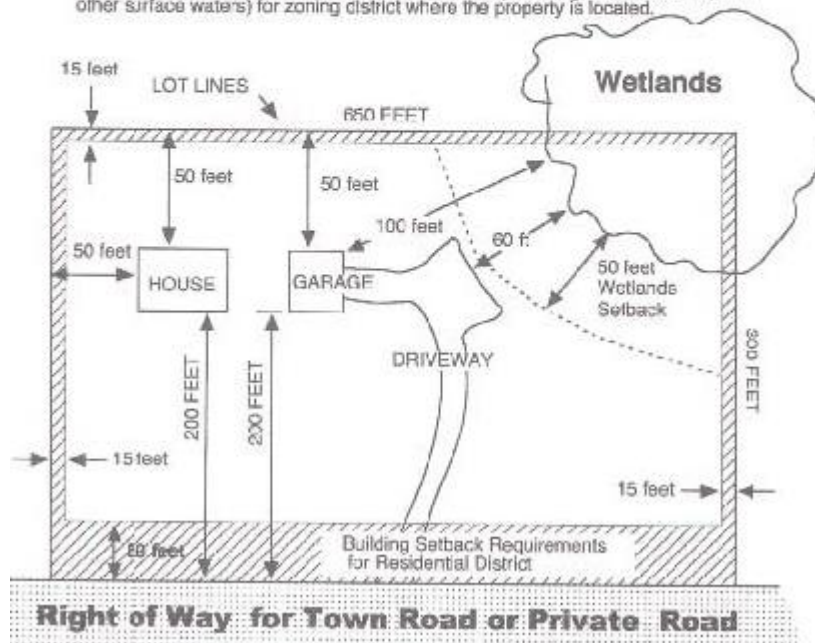 other surface waters) for zoning district where the property is located.
15 feet
LOT LINES
650 FEET
Wetlands
50 feet
50 feet
100 feet
60 ft
50 feet
50 feet
Wetlands
Setback
HOUSE
GARAGE
DRIVEWAY
200 FEET
200 FEET
300 FEET
15 feet
15 feet
feet
Building Setback Requirements
for Residential District
Right of Way for Town Road or Private Road